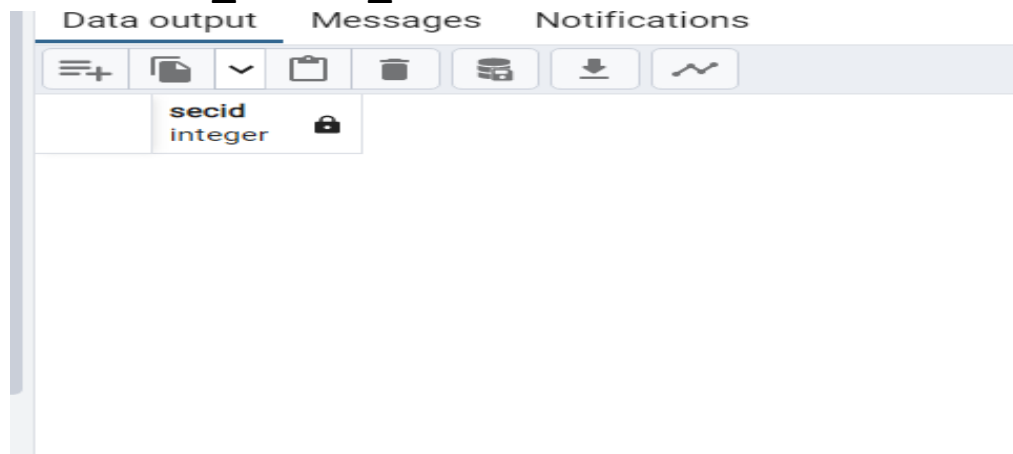 Data output Messages Notifications
secid
integer